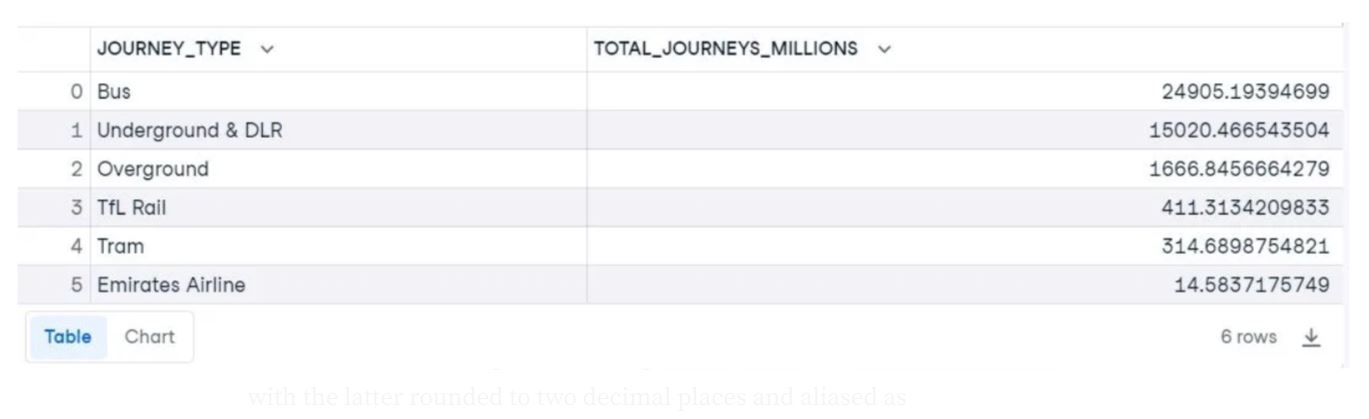 JOURNEY_TYPE TOTAL_JOURNEYS_MILLIONS
0 Bus 24905.19394699
1 Underground & DLR 15020.466543504
2 Overground 1666.8456664279
3 TfL Rail 411.3134209833
4 Tram 314.6898754821
5 Emirates Airline 14.5837175749
Table Chart 6 rows
with the latter rounded to two decimal places and aliased as